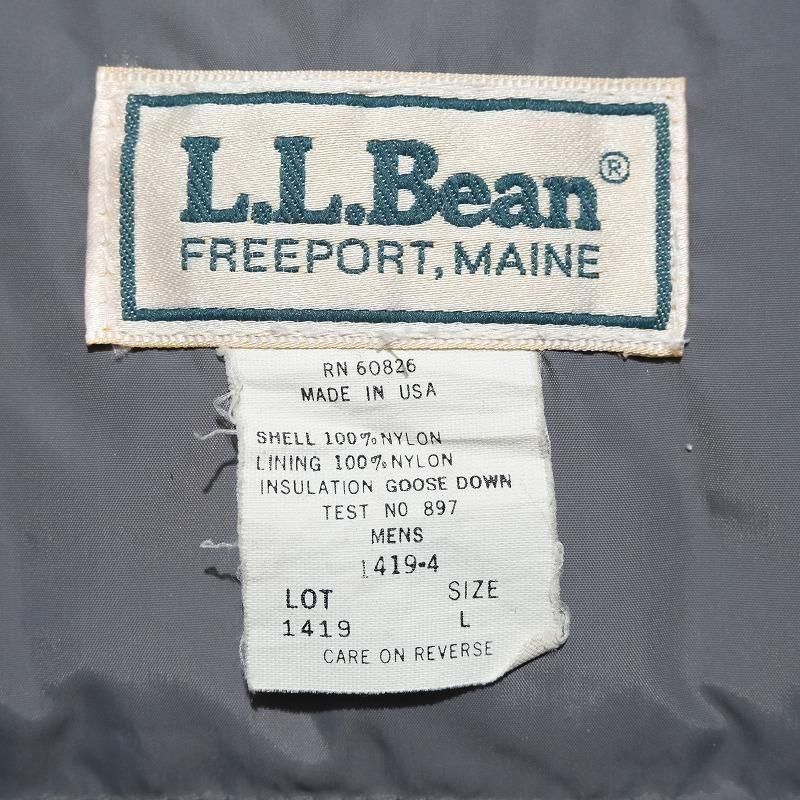 L.L.Bean®
FREEPORT, MAINE
RN 60826
MADE IN USA
SHELL 100% NYLON
LINING 100% NYLON
INSULATION GOOSE DOWN
TEST NO 897
MENS
1419-4
LOT SIZE
1419 L
CARE ON REVERSE